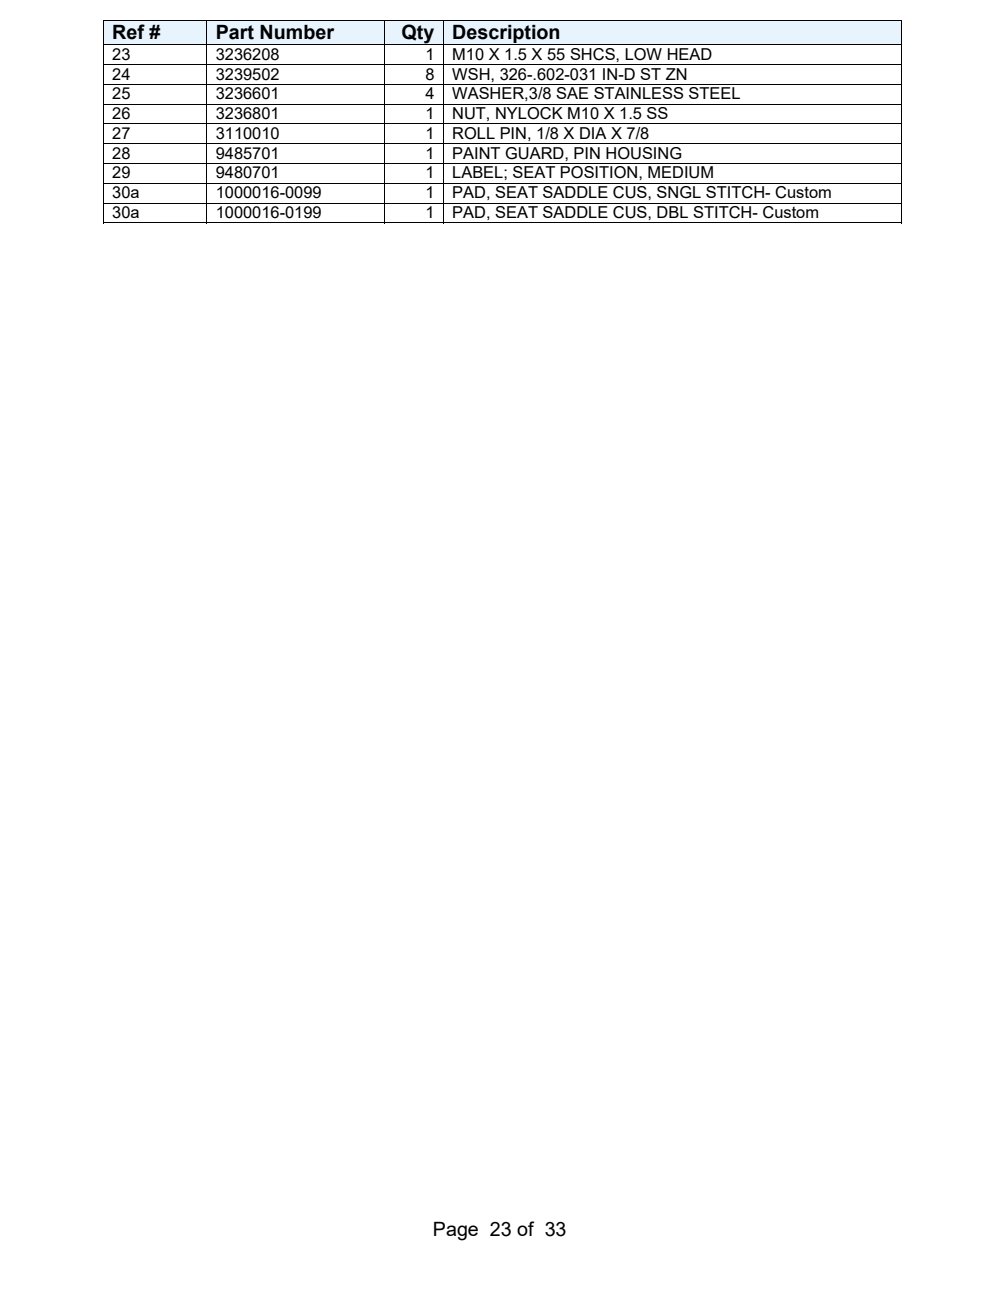 Ref # Part Number Qty Description
23 3236208 1 M10 X 1.5 X 55 SHCS, LOW HEAD
24 3239502 8 WSH, 326-.602-031 IN-D ST ZN
25 3236601 4 WASHER,3/8 SAE STAINLESS STEEL
26 3236801 1 NUT, NYLOCK M10 X 1.5 SS
27 3110010 1 ROLL PIN, 1/8 X DIA X 7/8
28 9485701 1 PAINT GUARD, PIN HOUSING
29 9480701 1 LABEL; SEAT POSITION, MEDIUM
30a 1000016-0099 1 PAD, SEAT SADDLE CUS, SNGL STITCH- Custom
30a 1000016-0199 1 PAD, SEAT SADDLE CUS, DBL STITCH- Custom
Page 23 of 33